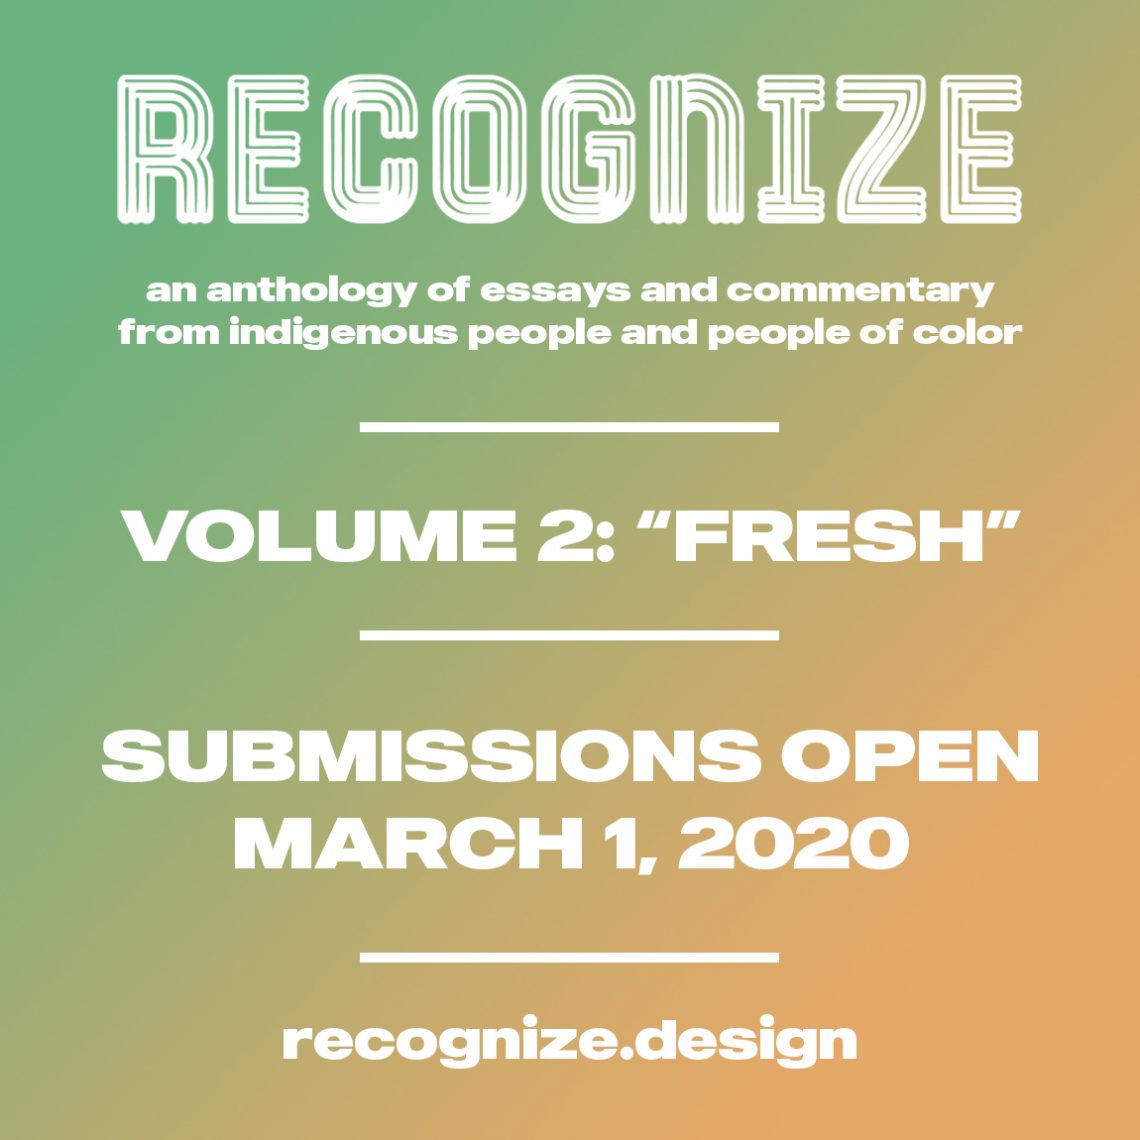 RECOGNIZE
an anthology of essays and commentary
from indigenous people and people of color
VOLUME 2: “FRESH”
SUBMISSIONS OPEN
MARCH 1, 2020
recognize.design